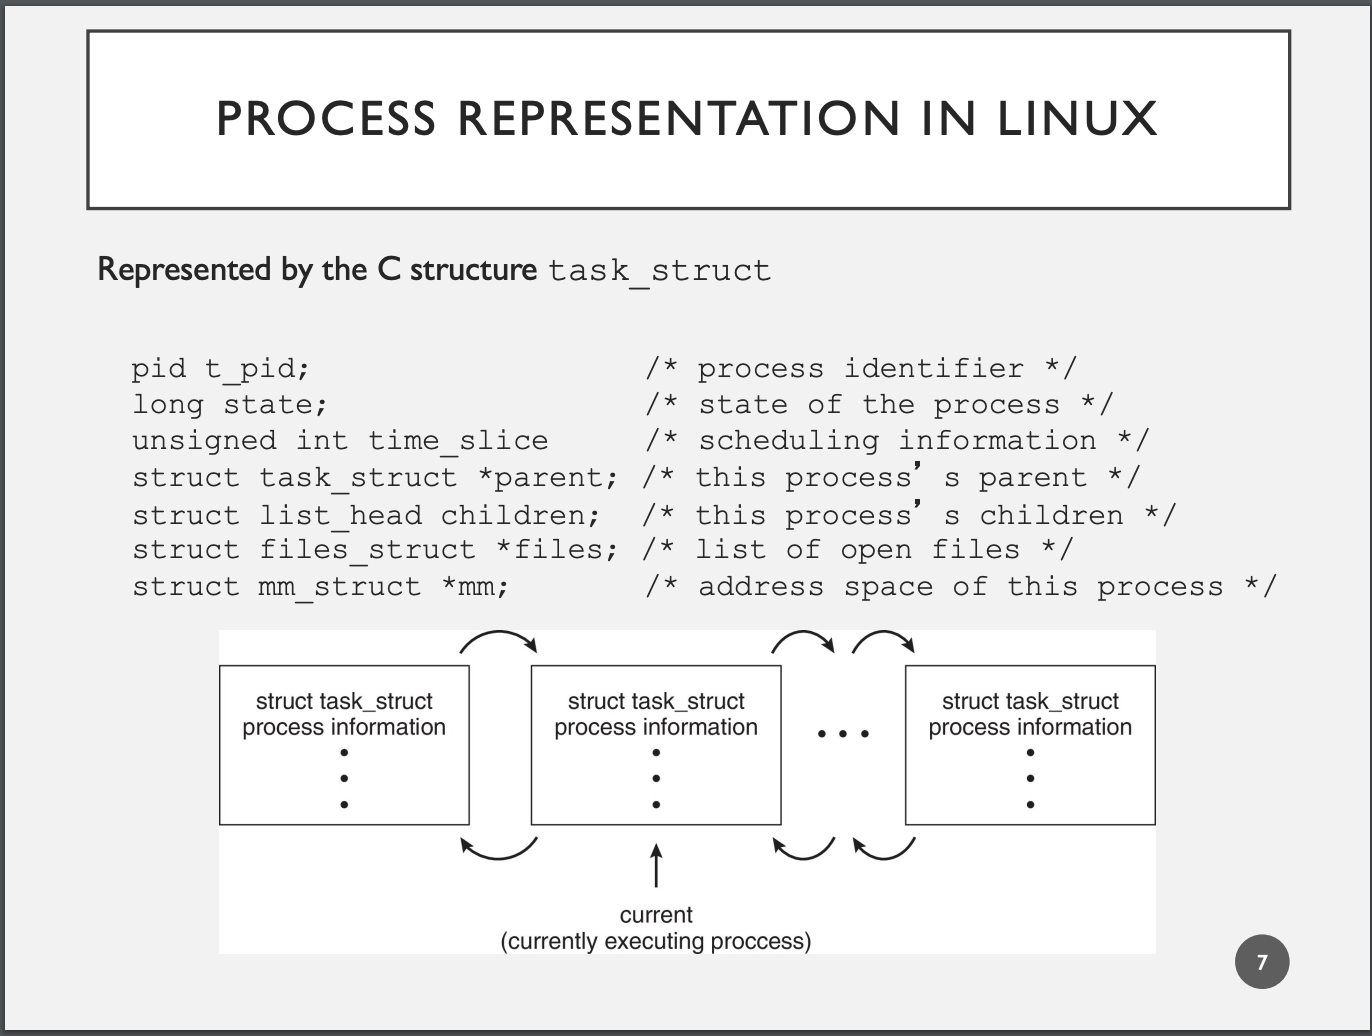 PROCESS REPRESENTATION IN LINUX
Represented by the C structure task_struct
pid t_pid; /* process identifier */
long state; /* state of the process */
unsigned int time_slice /* scheduling information */
struct task_struct *parent; /* this process’ s parent */
struct list_head children; /* this process’ s children */
struct files_struct *files; /* list of open files */
struct mm_struct *mm; /* address space of this process */
struct task_struct
process information
struct task_struct
process information
• • •
struct task_struct
process information
current
(currently executing proccess)
7